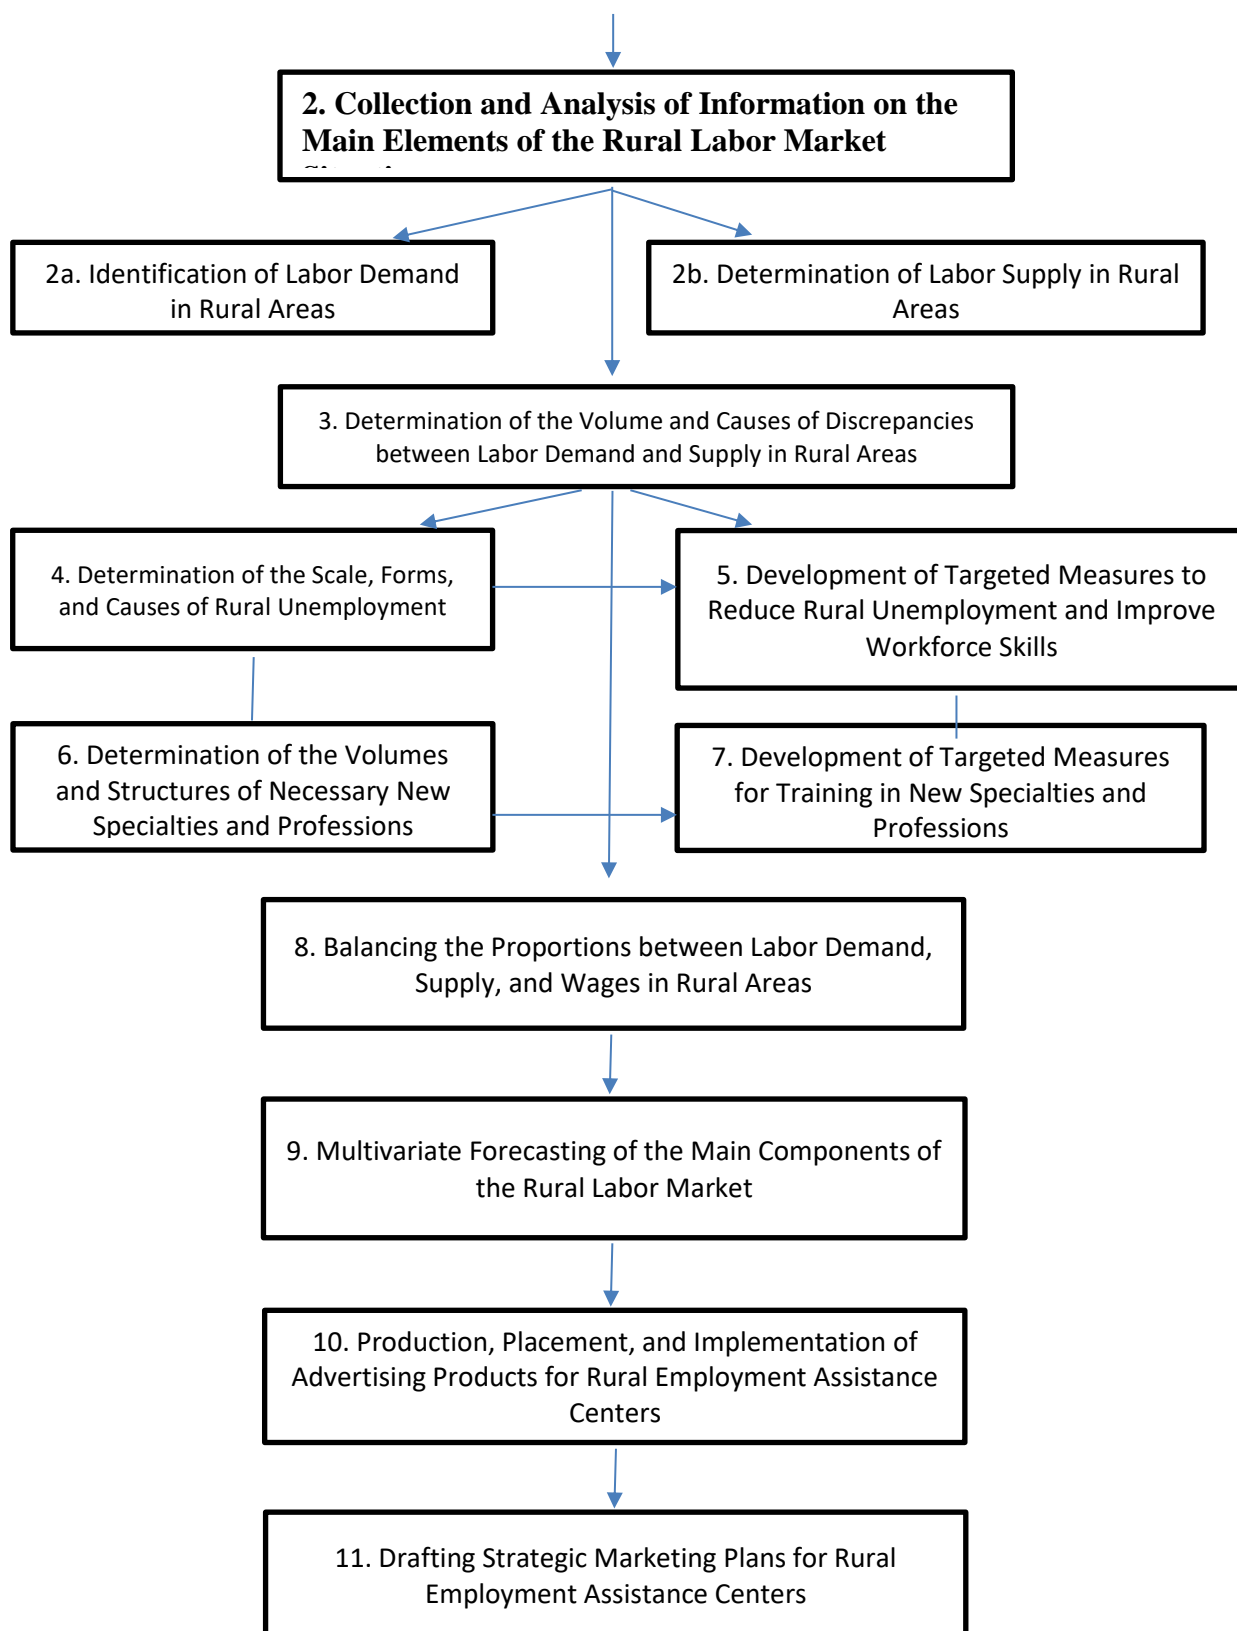 2. Collection and Analysis of Information on the
Main Elements of the Rural Labor Market
2a. Identification of Labor Demand
in Rural Areas
2b. Determination of Labor Supply in Rural
Areas
3. Determination of the Volume and Causes of Discrepancies
between Labor Demand and Supply in Rural Areas
4. Determination of the Scale, Forms,
and Causes of Rural Unemployment
5. Development of Targeted Measures to
Reduce Rural Unemployment and Improve
Workforce Skills
6. Determination of the Volumes
and Structures of Necessary New
Specialties and Professions
7. Development of Targeted Measures
for Training in New Specialties and
Professions
8. Balancing the Proportions between Labor Demand,
Supply, and Wages in Rural Areas
9. Multivariate Forecasting of the Main Components of
the Rural Labor Market
10. Production, Placement, and Implementation of
Advertising Products for Rural Employment Assistance
Centers
11. Drafting Strategic Marketing Plans for Rural
Employment Assistance Centers